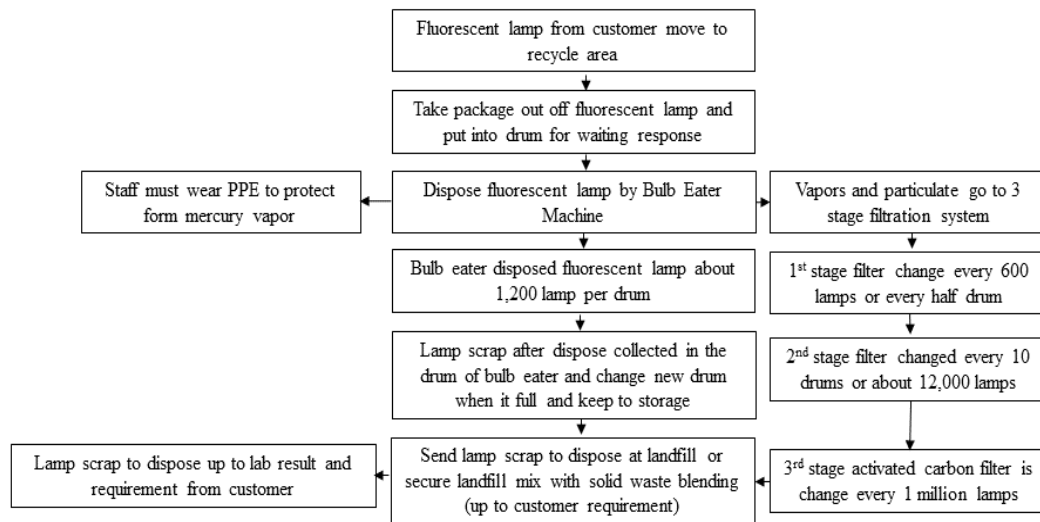 Fluorescent lamp from customer move to
recycle area
Take package out off fluorescent lamp and
put into drum for waiting response
Staff must wear PPE to protect
form mercury vapor
Dispose fluorescent lamp by Bulb Eater
Machine
Vapors and particulate go to 3
stage filtration system
Bulb eater disposed fluorescent lamp about
1,200 lamp per drum
1st stage filter change every 600
lamps or every half drum
Lamp scrap after dispose collected in the
drum of bulb eater and change new drum
when it full and keep to storage
2nd stage filter changed every 10
drums or about 12,000 lamps
Lamp scrap to dispose up to lab result and
requirement from customer
Send lamp scrap to dispose at landfill or
secure landfill mix with solid waste blending
(up to customer requirement)
3rd stage activated carbon filter is
change every 1 million lamps